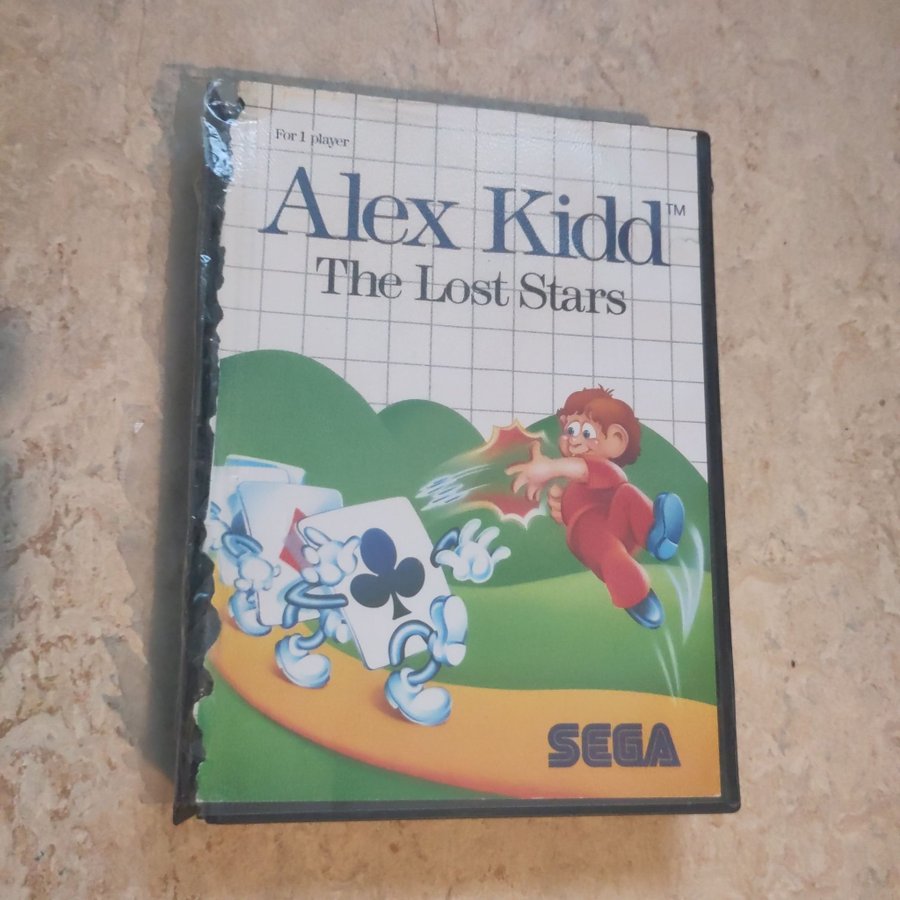 For 1 player
Alex Kidd™
The Lost Stars
SEGA